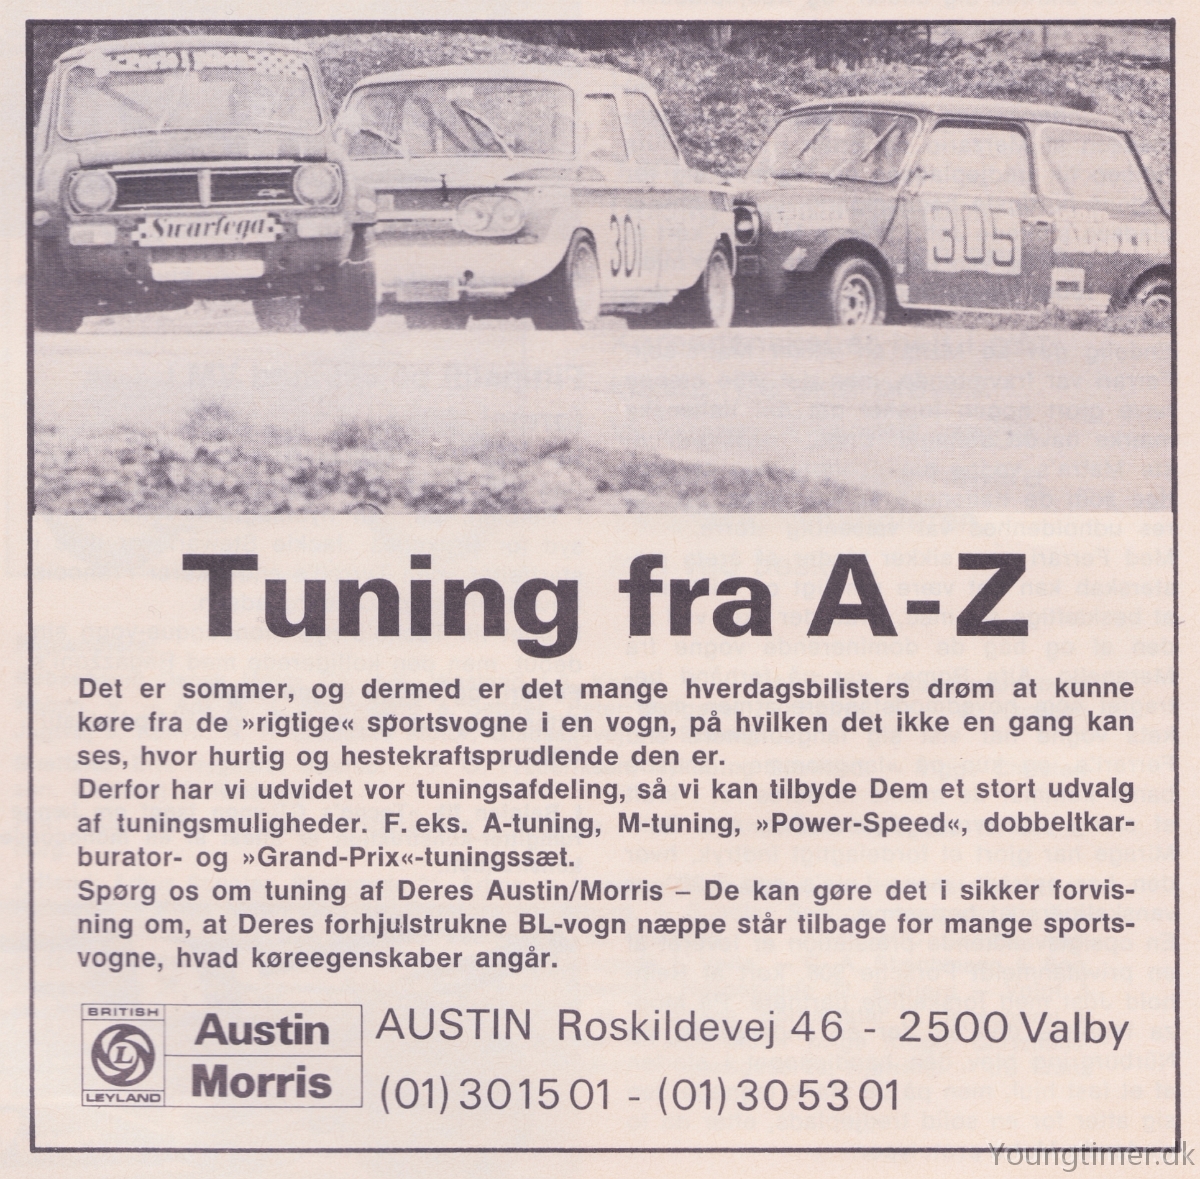 Swarfega
GT
301
305
Tuning fra A-Z
Det er sommer, og dermed er det mange hverdagsbilisters drøm at kunne
køre fra de »rigtige« sportsvogne i en vogn, på hvilken det ikke en gang kan
ses, hvor hurtig og hestekraftsprudlende den er.
Derfor har vi udvidet vor tuningsafdeling, så vi kan tilbyde Dem et stort udvalg
af tuningsmuligheder. F. eks. A-tuning, M-tuning, »Power-Speed«, dobbeltkar-
burator- og »Grand-Prix«-tuningssæt.
Spørg os om tuning af Deres Austin/Morris – De kan gøre det i sikker forvis-
ning om, at Deres forhjulstrukne BL-vogn næppe står tilbage for mange sports-
vogne, hvad køreegenskaber angår.
BRITISH
L
LEYLAND
Austin
Morris
AUSTIN Roskildevej 46 - 2500 Valby
(01) 30 15 01 - (01) 30 53 01
Youngtimer.dk